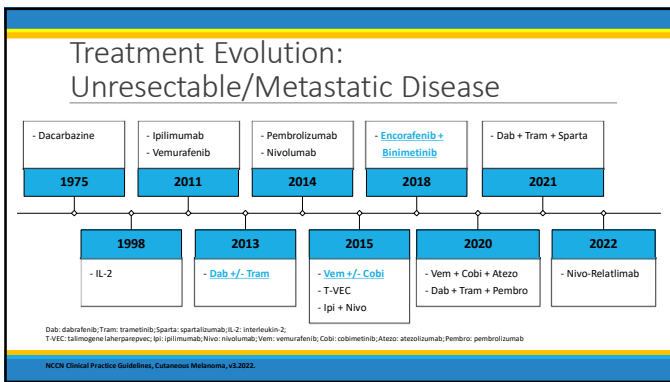 Treatment Evolution:
Unresectable/Metastatic Disease
- Dacarbazine
1975
- Ipilimumab
- Vemurafenib
2011
- Pembrolizumab
- Nivolumab
2014
- Encorafenib +
Binimetinib
2018
- Dab + Tram + Sparta
2021
1998
- IL-2
2013
- Dab +/- Tram
2015
- Vem +/- Cobi
- T-VEC
- Ipi + Nivo
2020
- Vem + Cobi + Atezo
- Dab + Tram + Pembro
2022
- Nivo-Relatlimab
Dab: dabrafenib; Tram: trametinib; Sparta: spartalizumab; IL-2: interleukin-2;
T-VEC: talimogene laherparepvec; Ipi: ipilimumab; Nivo: nivolumab; Vem: vemurafenib; Cobi: cobimetinib; Atezo: atezolizumab; Pembro: pembrolizumab
NCCN Clinical Practice Guidelines, Cutaneous Melanoma, v3.2022.